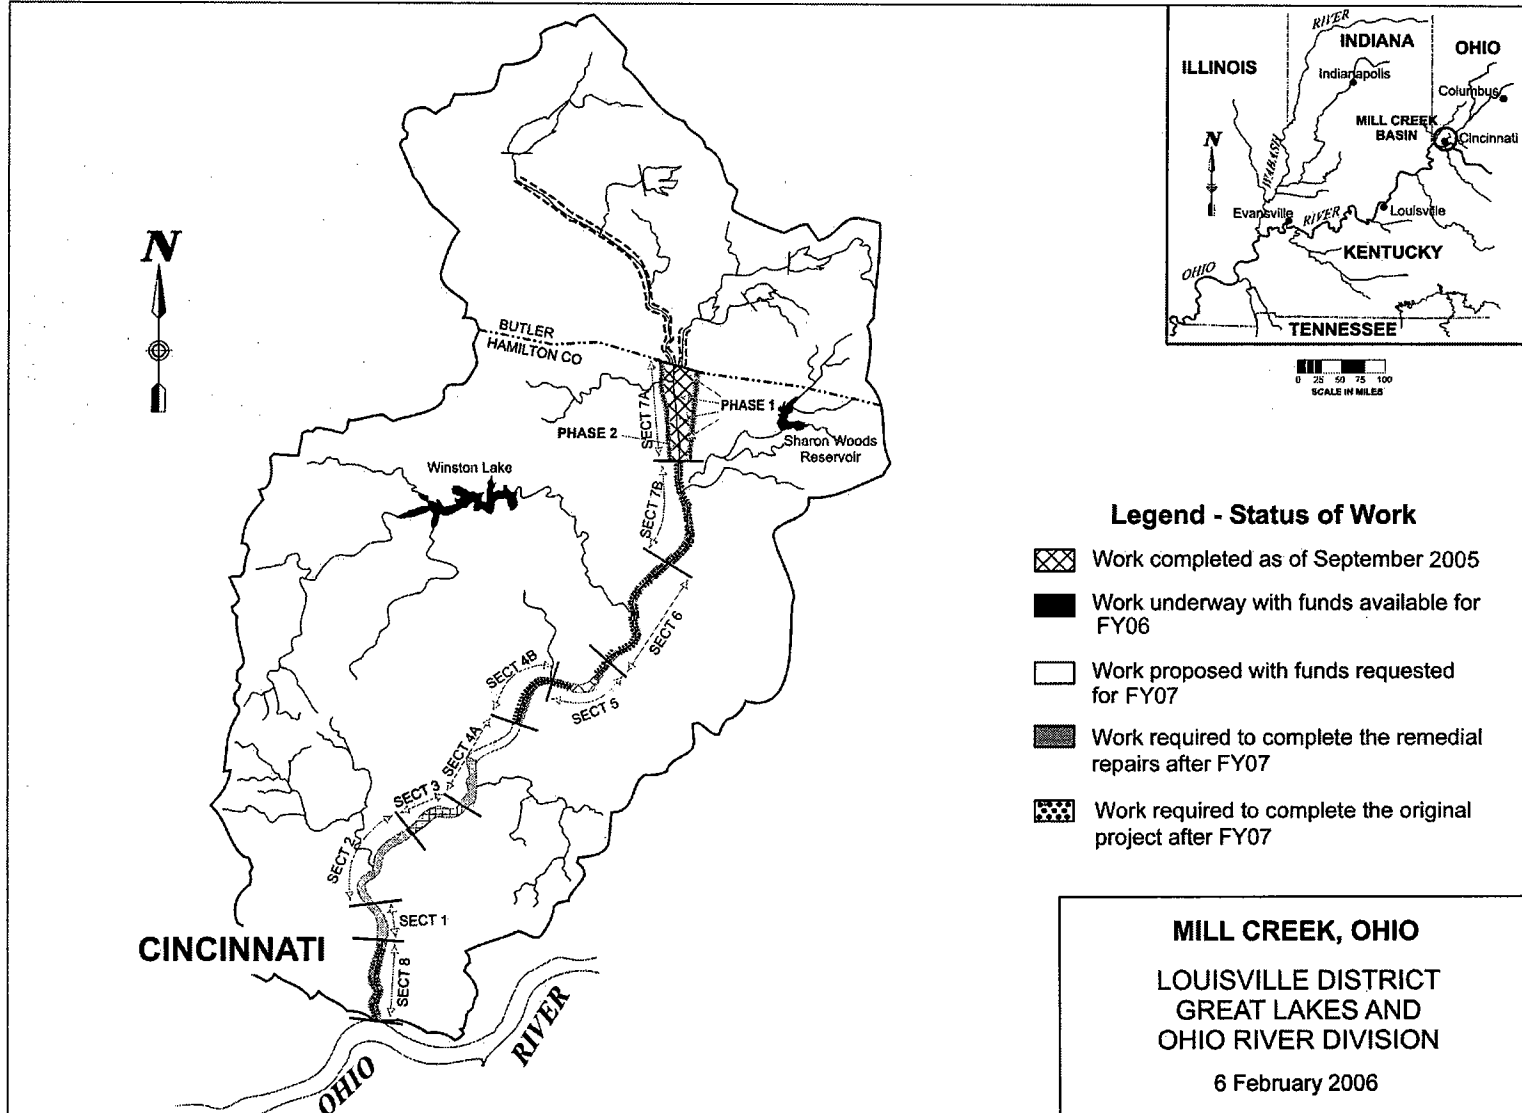 RIVER
INDIANA
OHIO
ILLINOIS
Indianapolis
Columbus
MILL CREEK
BASIN
Cincinnati
N
WABASH
Evansville
RIVER
Louisville
KENTUCKY
OHIO
TENNESSEE
0 25 50 75 100
SCALE IN MILES
N
BUTLER
HAMILTON CO
SECT 7A
PHASE 1
PHASE 2
Sharon Woods
Reservoir
Winston Lake
SECT 7B
SECT 6
SECT 4B
SECT 5
SECT 4A
SECT 3
SECT 2
SECT 1
CINCINNATI
SECT 8
OHIO
RIVER
Legend - Status of Work
Work completed as of September 2005
Work underway with funds available for
FY06
Work proposed with funds requested
for FY07
Work required to complete the remedial
repairs after FY07
Work required to complete the original
project after FY07
MILL CREEK, OHIO
LOUISVILLE DISTRICT
GREAT LAKES AND
OHIO RIVER DIVISION
6 February 2006